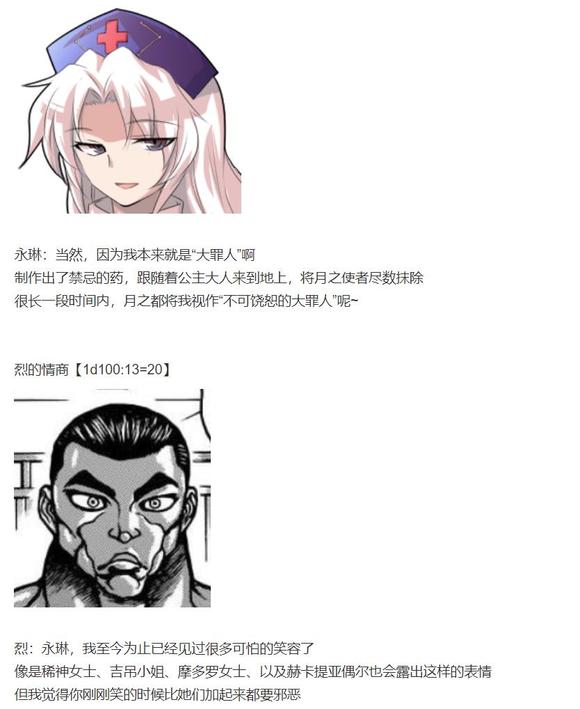 永琳：当然，因为我本来就是“大罪人”啊
制作出了禁忌的药，跟随着公主大人来到地上，将月之使者尽数抹除
很长一段时间内，月之都将我视作“不可饶恕的大罪人”呢~
烈的情商【1d100:13=20】
烈：永琳，我至今为止已经见过很多可怕的笑容了
像是稀神女士、吉吊小姐、摩多罗女士、以及赫卡提亚偶尔也会露出这样的表情
但我觉得你刚刚笑的时候比她们加起来都要邪恶